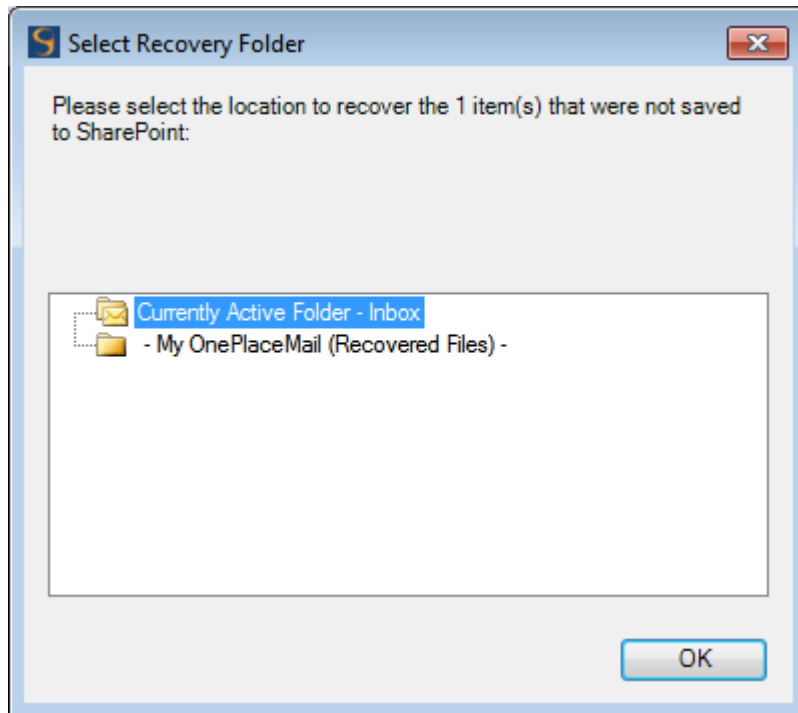 Select Recovery Folder
Please select the location to recover the 1 item(s) that were not saved
to SharePoint:
Currently Active Folder - Inbox
- My OnePlaceMail (Recovered Files) -
OK